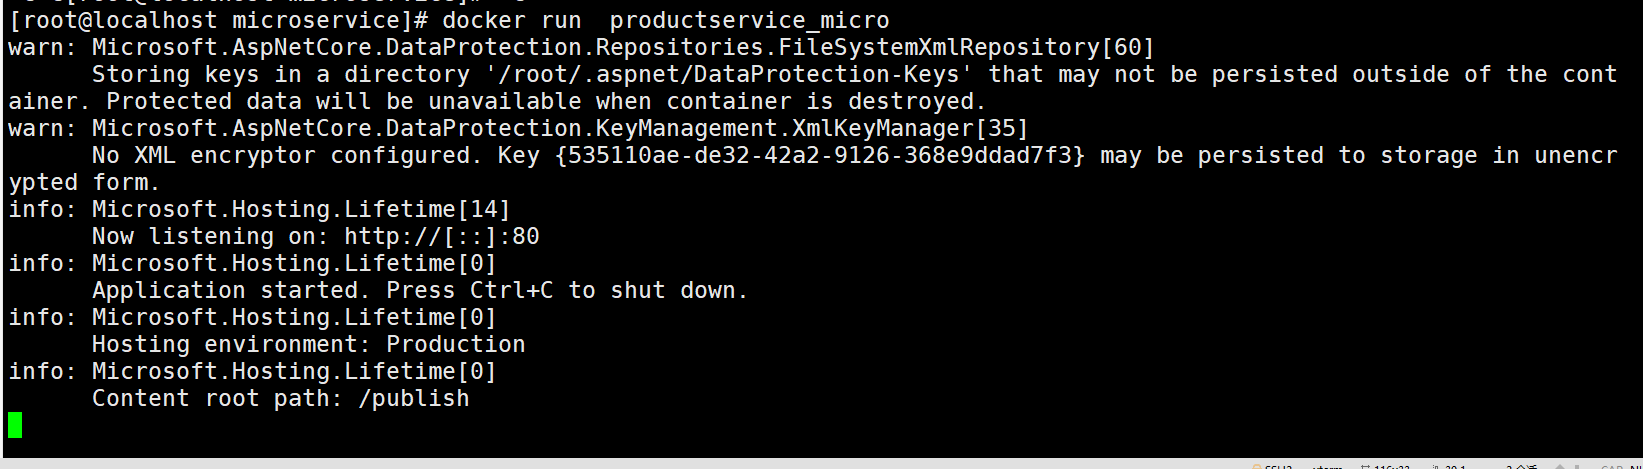 [root@localhost microservice]# docker run  productservice_micro
warn: Microsoft.AspNetCore.DataProtection.Repositories.FileSystemXmlRepository[60]
      Storing keys in a directory '/root/.aspnet/DataProtection-Keys' that may not be persisted outside of the cont
ainer. Protected data will be unavailable when container is destroyed.
warn: Microsoft.AspNetCore.DataProtection.KeyManagement.XmlKeyManager[35]
      No XML encryptor configured. Key {535110ae-de32-42a2-9126-368e9ddad7f3} may be persisted to storage in unencr
ypted form.
info: Microsoft.Hosting.Lifetime[14]
      Now listening on: http://[::]:80
info: Microsoft.Hosting.Lifetime[0]
      Application started. Press Ctrl+C to shut down.
info: Microsoft.Hosting.Lifetime[0]
      Hosting environment: Production
info: Microsoft.Hosting.Lifetime[0]
      Content root path: /publish